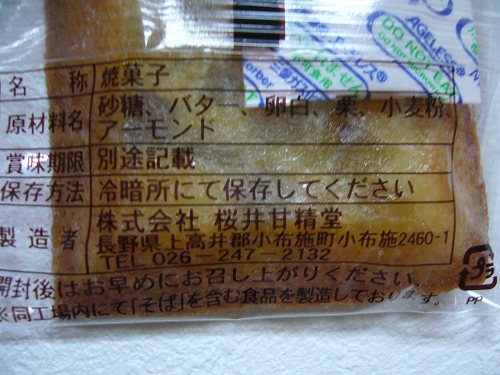 AGELESS®
DO NOT EAT
名 称 焼菓子
原材料名 砂糖、バター、卵白、栗、小麦粉、
アーモンド
賞味期限 別途記載
保存方法 冷暗所にて保存してください
製造者 株式会社 桜井甘精堂
長野県上高井郡小布施町小布施2460-1
TEL 026-247-2132
開封後はお早めにお召し上がりください。
※同工場内にて「そば」を含む食品を製造しております。
プラ
PP